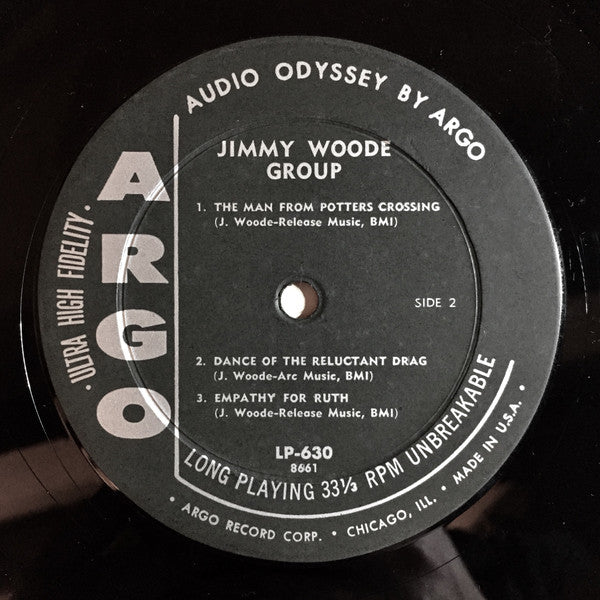 AUDIO ODYSSEY BY ARGO
ARGO
· ULTRA HIGH FIDELITY ·
JIMMY WOODE
GROUP
1. THE MAN FROM POTTERS CROSSING
(J. Woode-Release Music, BMI)
SIDE 2
2. DANCE OF THE RELUCTANT DRAG
(J. Woode-Arc Music, BMI)
3. EMPATHY FOR RUTH
(J. Woode-Release Music, BMI)
LP-630
8661
LONG PLAYING 33⅓ RPM UNBREAKABLE
· ARGO RECORD CORP. · CHICAGO, ILL. · MADE IN U.S.A. ·